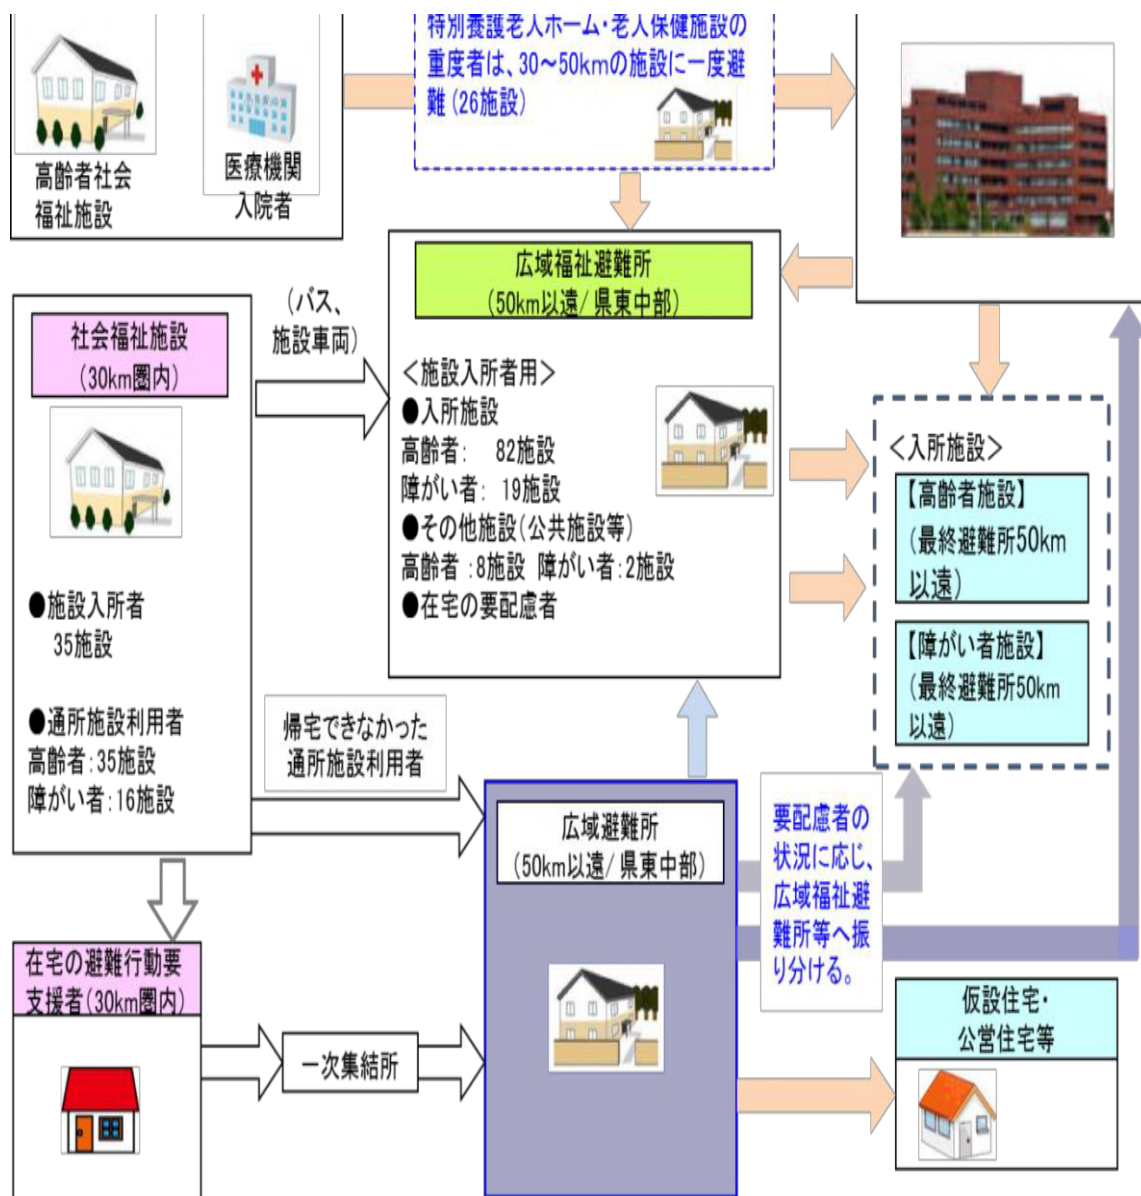 特別養護老人ホーム・老人保健施設の
重度者は、30～50kmの施設に一度避
難(26施設)
高齢者社会
福祉施設
医療機関
入院者
広域福祉避難所
(50km以遠/県東中部)
＜施設入所者用＞
●入所施設
高齢者： 82施設
障がい者： 19施設
●その他施設(公共施設等)
高齢者：8施設 障がい者：2施設
●在宅の要配慮者
(バス、
施設車両)
社会福祉施設
(30km圏内)
●施設入所者
35施設
●通所施設利用者
高齢者：35施設
障がい者：16施設
＜入所施設＞
【高齢者施設】
(最終避難所50km
以遠)
【障がい者施設】
(最終避難所50km
以遠)
帰宅できなかった
通所施設利用者
広域避難所
(50km以遠/県東中部)
要配慮者の
状況に応じ、
広域福祉避
難所等へ振
り分ける。
在宅の避難行動要
支援者(30km圏内)
一次集結所
仮設住宅・
公営住宅等